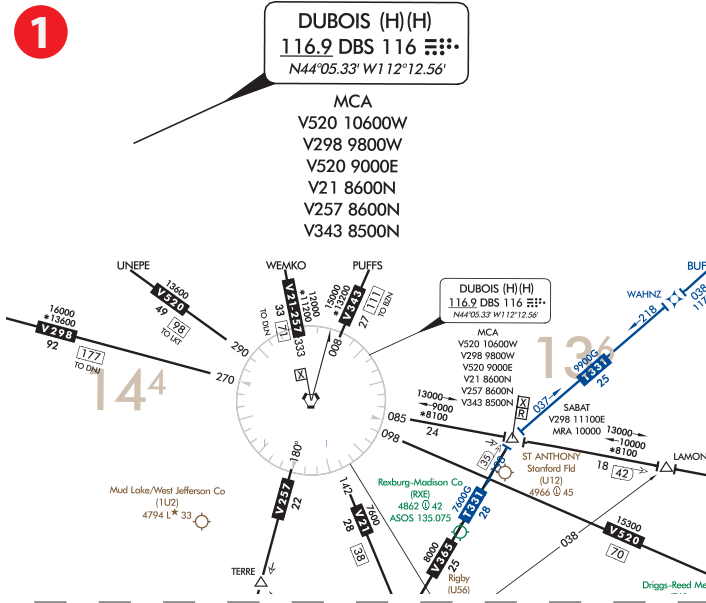 1
DUBOIS (H)(H)
116.9 DBS 116
N44°05.33' W112°12.56'
MCA
V520 10600W
V298 9800W
V520 9000E
V21 8600N
V257 8600N
V343 8500N
UNEPE
WEMKO
PUFFS
BUF
13600
V520
49
98
TO LKT
290
12000
*11200
V21-257
33
71
TO DLN
333
15000
*13200
V343
27
111
TO BZN
008
16000
*13600
V298
92
177
TO DNJ
270
14⁴
13⁶
DUBOIS (H)(H)
116.9 DBS 116
N44°05.33' W112°12.56'
MCA
V520 10600W
V298 9800W
V520 9000E
V21 8600N
V257 8600N
V343 8500N
WAHNZ
038
117
218
9900G
T331
25
037
X
X
R
SABAT
V298 11100E
MRA 10000
13000
9000
*8100
085
24
098
13000
10000
*8100
18
42
LAMON
35
ST ANTHONY
Stanford Fld
(U12)
4966 Ⓛ 45
180°
V257
22
TERRE
142
7600
V21
28
38
Mud Lake/West Jefferson Co
(1U2)
4794 L* 33
Rexburg-Madison Co
(RXE)
4862 Ⓛ 42
ASOS 135.075
7600G
T331
28
8000
V365
25
Rigby
(U56)
038
15300
V520
70
Driggs-Reed Me